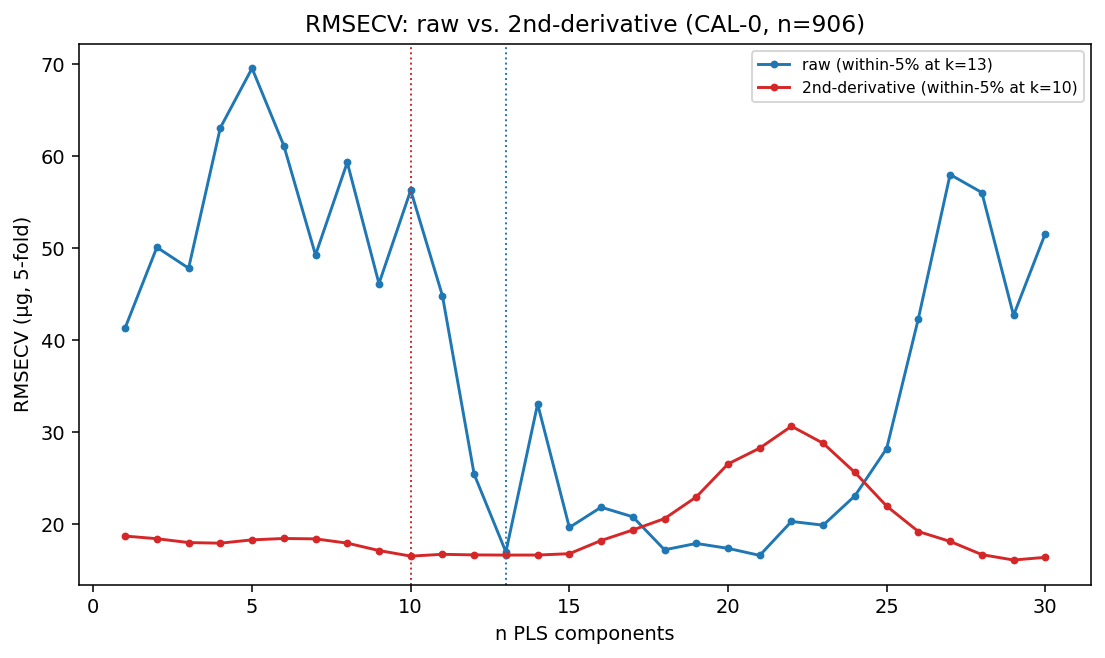 RMSECV: raw vs. 2nd-derivative (CAL-0, n=906)
raw (within-5% at k=13)
2nd-derivative (within-5% at k=10)
RMSECV (µg, 5-fold)
70
60
50
40
30
20
0 5 10 15 20 25 30
n PLS components